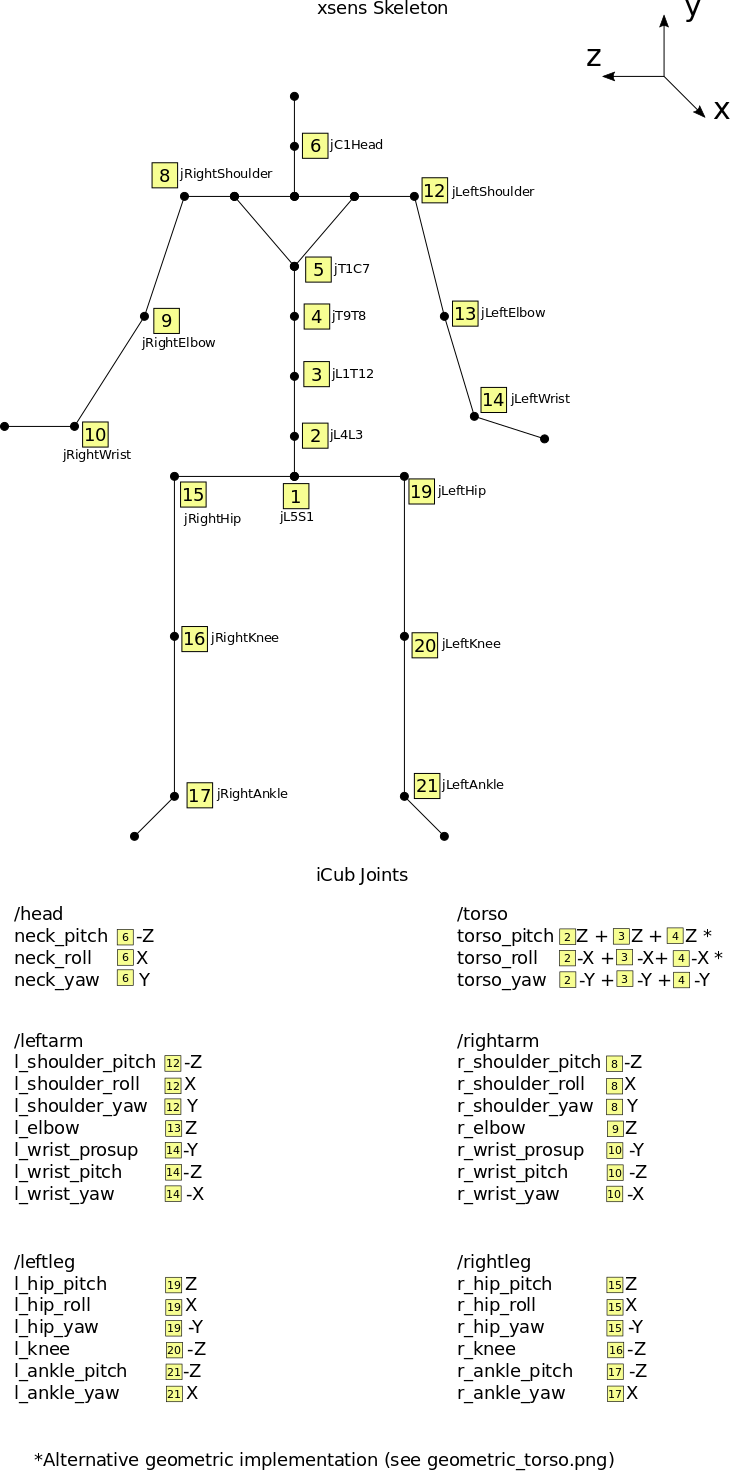 xsens Skeleton
y
z
x
6 jC1Head
8 jRightShoulder
12 jLeftShoulder
5 jT1C7
9
jRightElbow
4 jT9T8
13 jLeftElbow
3 jL1T12
14 jLeftWrist
10
jRightWrist
2 jL4L3
15
jRightHip
1
jL5S1
19 jLeftHip
16 jRightKnee
20 jLeftKnee
17 jRightAnkle
21 jLeftAnkle
iCub Joints
/head
neck_pitch 6 -Z
neck_roll 6 X
neck_yaw 6 Y
/torso
torso_pitch 2 Z + 3 Z + 4 Z *
torso_roll 2 -X + 3 -X+ 4 -X *
torso_yaw 2 -Y + 3 -Y + 4 -Y
/leftarm
l_shoulder_pitch 12 -Z
l_shoulder_roll 12 X
l_shoulder_yaw 12 Y
l_elbow 13 Z
l_wrist_prosup 14 -Y
l_wrist_pitch 14 -Z
l_wrist_yaw 14 -X
/rightarm
r_shoulder_pitch 8 -Z
r_shoulder_roll 8 X
r_shoulder_yaw 8 Y
r_elbow 9 Z
r_wrist_prosup 10 -Y
r_wrist_pitch 10 -Z
r_wrist_yaw 10 -X
/leftleg
l_hip_pitch 19 Z
l_hip_roll 19 X
l_hip_yaw 19 -Y
l_knee 20 -Z
l_ankle_pitch 21 -Z
l_ankle_yaw 21 X
/rightleg
r_hip_pitch 15 Z
r_hip_roll 15 X
r_hip_yaw 15 -Y
r_knee 16 -Z
r_ankle_pitch 17 -Z
r_ankle_yaw 17 X
*Alternative geometric implementation (see geometric_torso.png)